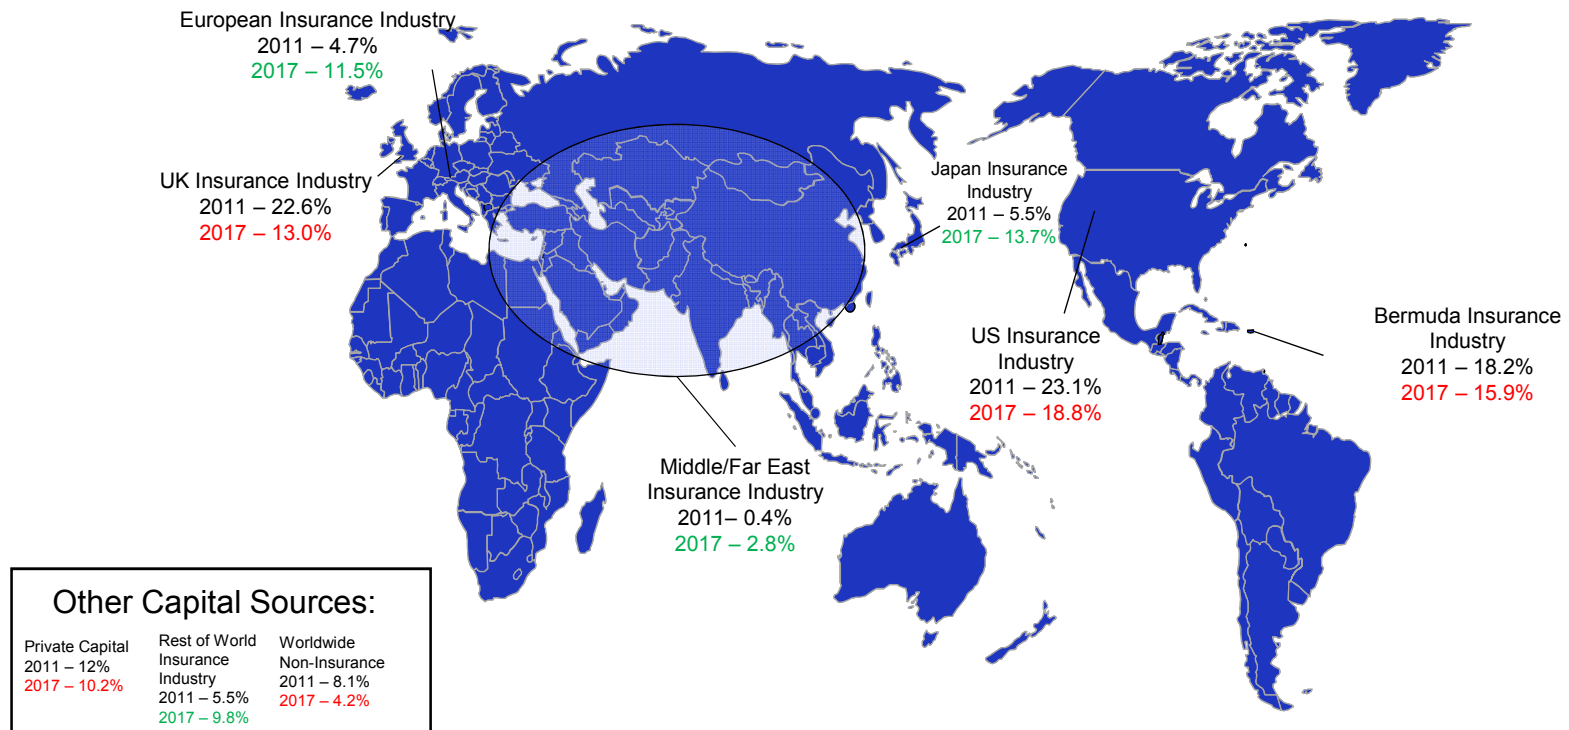 European Insurance Industry
2011 – 4.7%
2017 – 11.5%
UK Insurance Industry
2011 – 22.6%
2017 – 13.0%
Japan Insurance
Industry
2011 – 5.5%
2017 – 13.7%
US Insurance
Industry
2011 – 23.1%
2017 – 18.8%
Bermuda Insurance
Industry
2011 – 18.2%
2017 – 15.9%
Middle/Far East
Insurance Industry
2011– 0.4%
2017 – 2.8%
Other Capital Sources:
Private Capital
2011 – 12%
2017 – 10.2%
Rest of World
Insurance
Industry
2011 – 5.5%
2017 – 9.8%
Worldwide
Non-Insurance
2011 – 8.1%
2017 – 4.2%